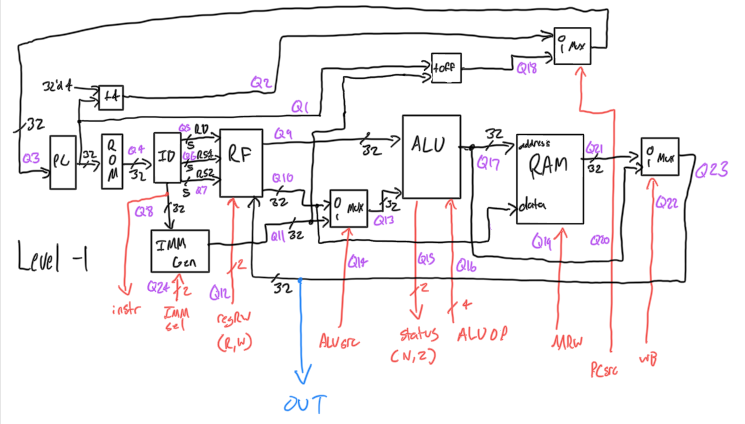 0
1 Mux
32'd4
+4
Q2
+off
Q18
Q1
32
Q3
PC
32
ROM
Q4
32
ID
Q5 RD
5
Q6 RS1
5
RS2
5 Q7
RF
Q9
32
ALU
32
Q17
address
RAM
data
Q21
32
0
1 Mux
Q23
Q10
32
0
1 Mux
Q13
32
Q11 32
Q8
32
IMM
Gen
Level -1
Q24
2
Q12
2
32
Q14
Q15
2
Q16
4
Q19
Q20
Q22
instr
IMM
sel
regRW
(R,W)
ALUsrc
status
(N,Z)
ALUOP
MRW
PCsrc
WB
OUT